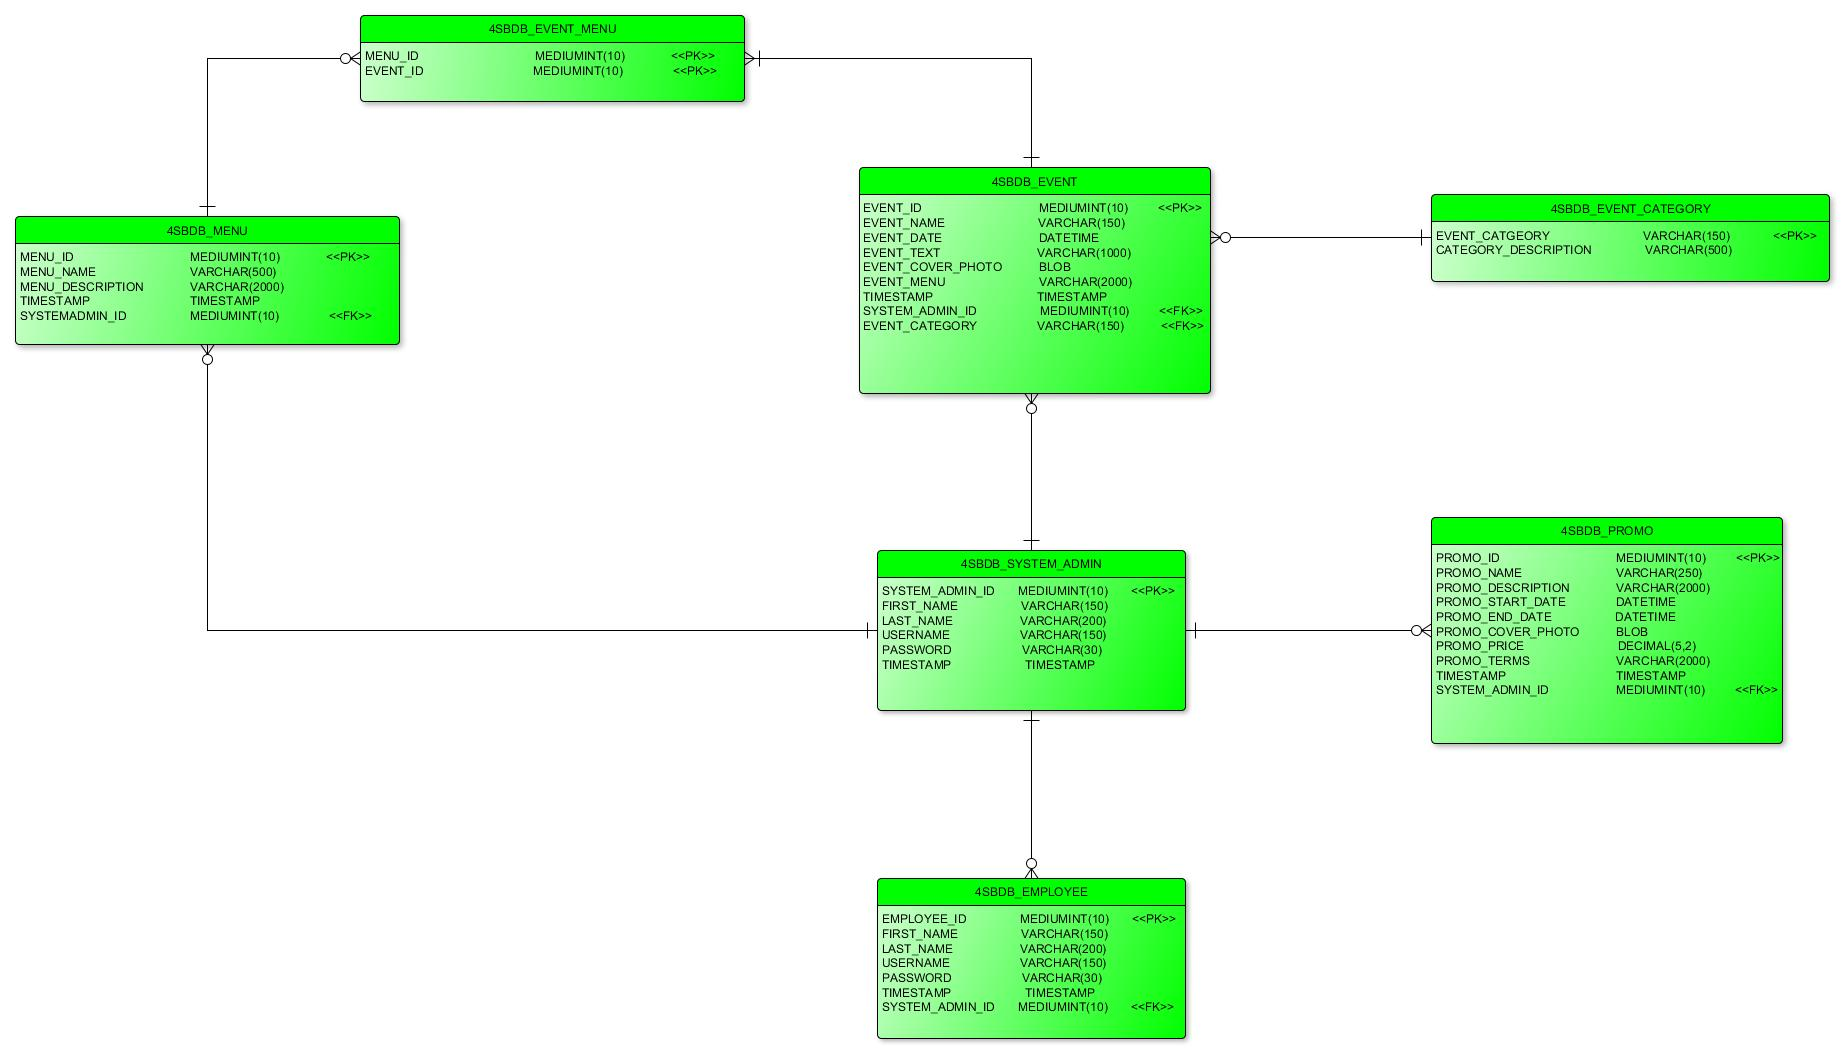 4SBDB_EVENT_MENU
MENU_ID MEDIUMINT(10) <<PK>>
EVENT_ID MEDIUMINT(10) <<PK>>
4SBDB_EVENT
EVENT_ID MEDIUMINT(10) <<PK>>
EVENT_NAME VARCHAR(150)
EVENT_DATE DATETIME
EVENT_TEXT VARCHAR(1000)
EVENT_COVER_PHOTO BLOB
EVENT_MENU VARCHAR(2000)
TIMESTAMP TIMESTAMP
SYSTEM_ADMIN_ID MEDIUMINT(10) <<FK>>
EVENT_CATEGORY VARCHAR(150) <<FK>>
4SBDB_EVENT_CATEGORY
EVENT_CATGEORY VARCHAR(150) <<PK>>
CATEGORY_DESCRIPTION VARCHAR(500)
4SBDB_MENU
MENU_ID MEDIUMINT(10) <<PK>>
MENU_NAME VARCHAR(500)
MENU_DESCRIPTION VARCHAR(2000)
TIMESTAMP TIMESTAMP
SYSTEMADMIN_ID MEDIUMINT(10) <<FK>>
4SBDB_SYSTEM_ADMIN
SYSTEM_ADMIN_ID MEDIUMINT(10) <<PK>>
FIRST_NAME VARCHAR(150)
LAST_NAME VARCHAR(200)
USERNAME VARCHAR(150)
PASSWORD VARCHAR(30)
TIMESTAMP TIMESTAMP
4SBDB_PROMO
PROMO_ID MEDIUMINT(10) <<PK>>
PROMO_NAME VARCHAR(250)
PROMO_DESCRIPTION VARCHAR(2000)
PROMO_START_DATE DATETIME
PROMO_END_DATE DATETIME
PROMO_COVER_PHOTO BLOB
PROMO_PRICE DECIMAL(5,2)
PROMO_TERMS VARCHAR(2000)
TIMESTAMP TIMESTAMP
SYSTEM_ADMIN_ID MEDIUMINT(10) <<FK>>
4SBDB_EMPLOYEE
EMPLOYEE_ID MEDIUMINT(10) <<PK>>
FIRST_NAME VARCHAR(150)
LAST_NAME VARCHAR(200)
USERNAME VARCHAR(150)
PASSWORD VARCHAR(30)
TIMESTAMP TIMESTAMP
SYSTEM_ADMIN_ID MEDIUMINT(10) <<FK>>